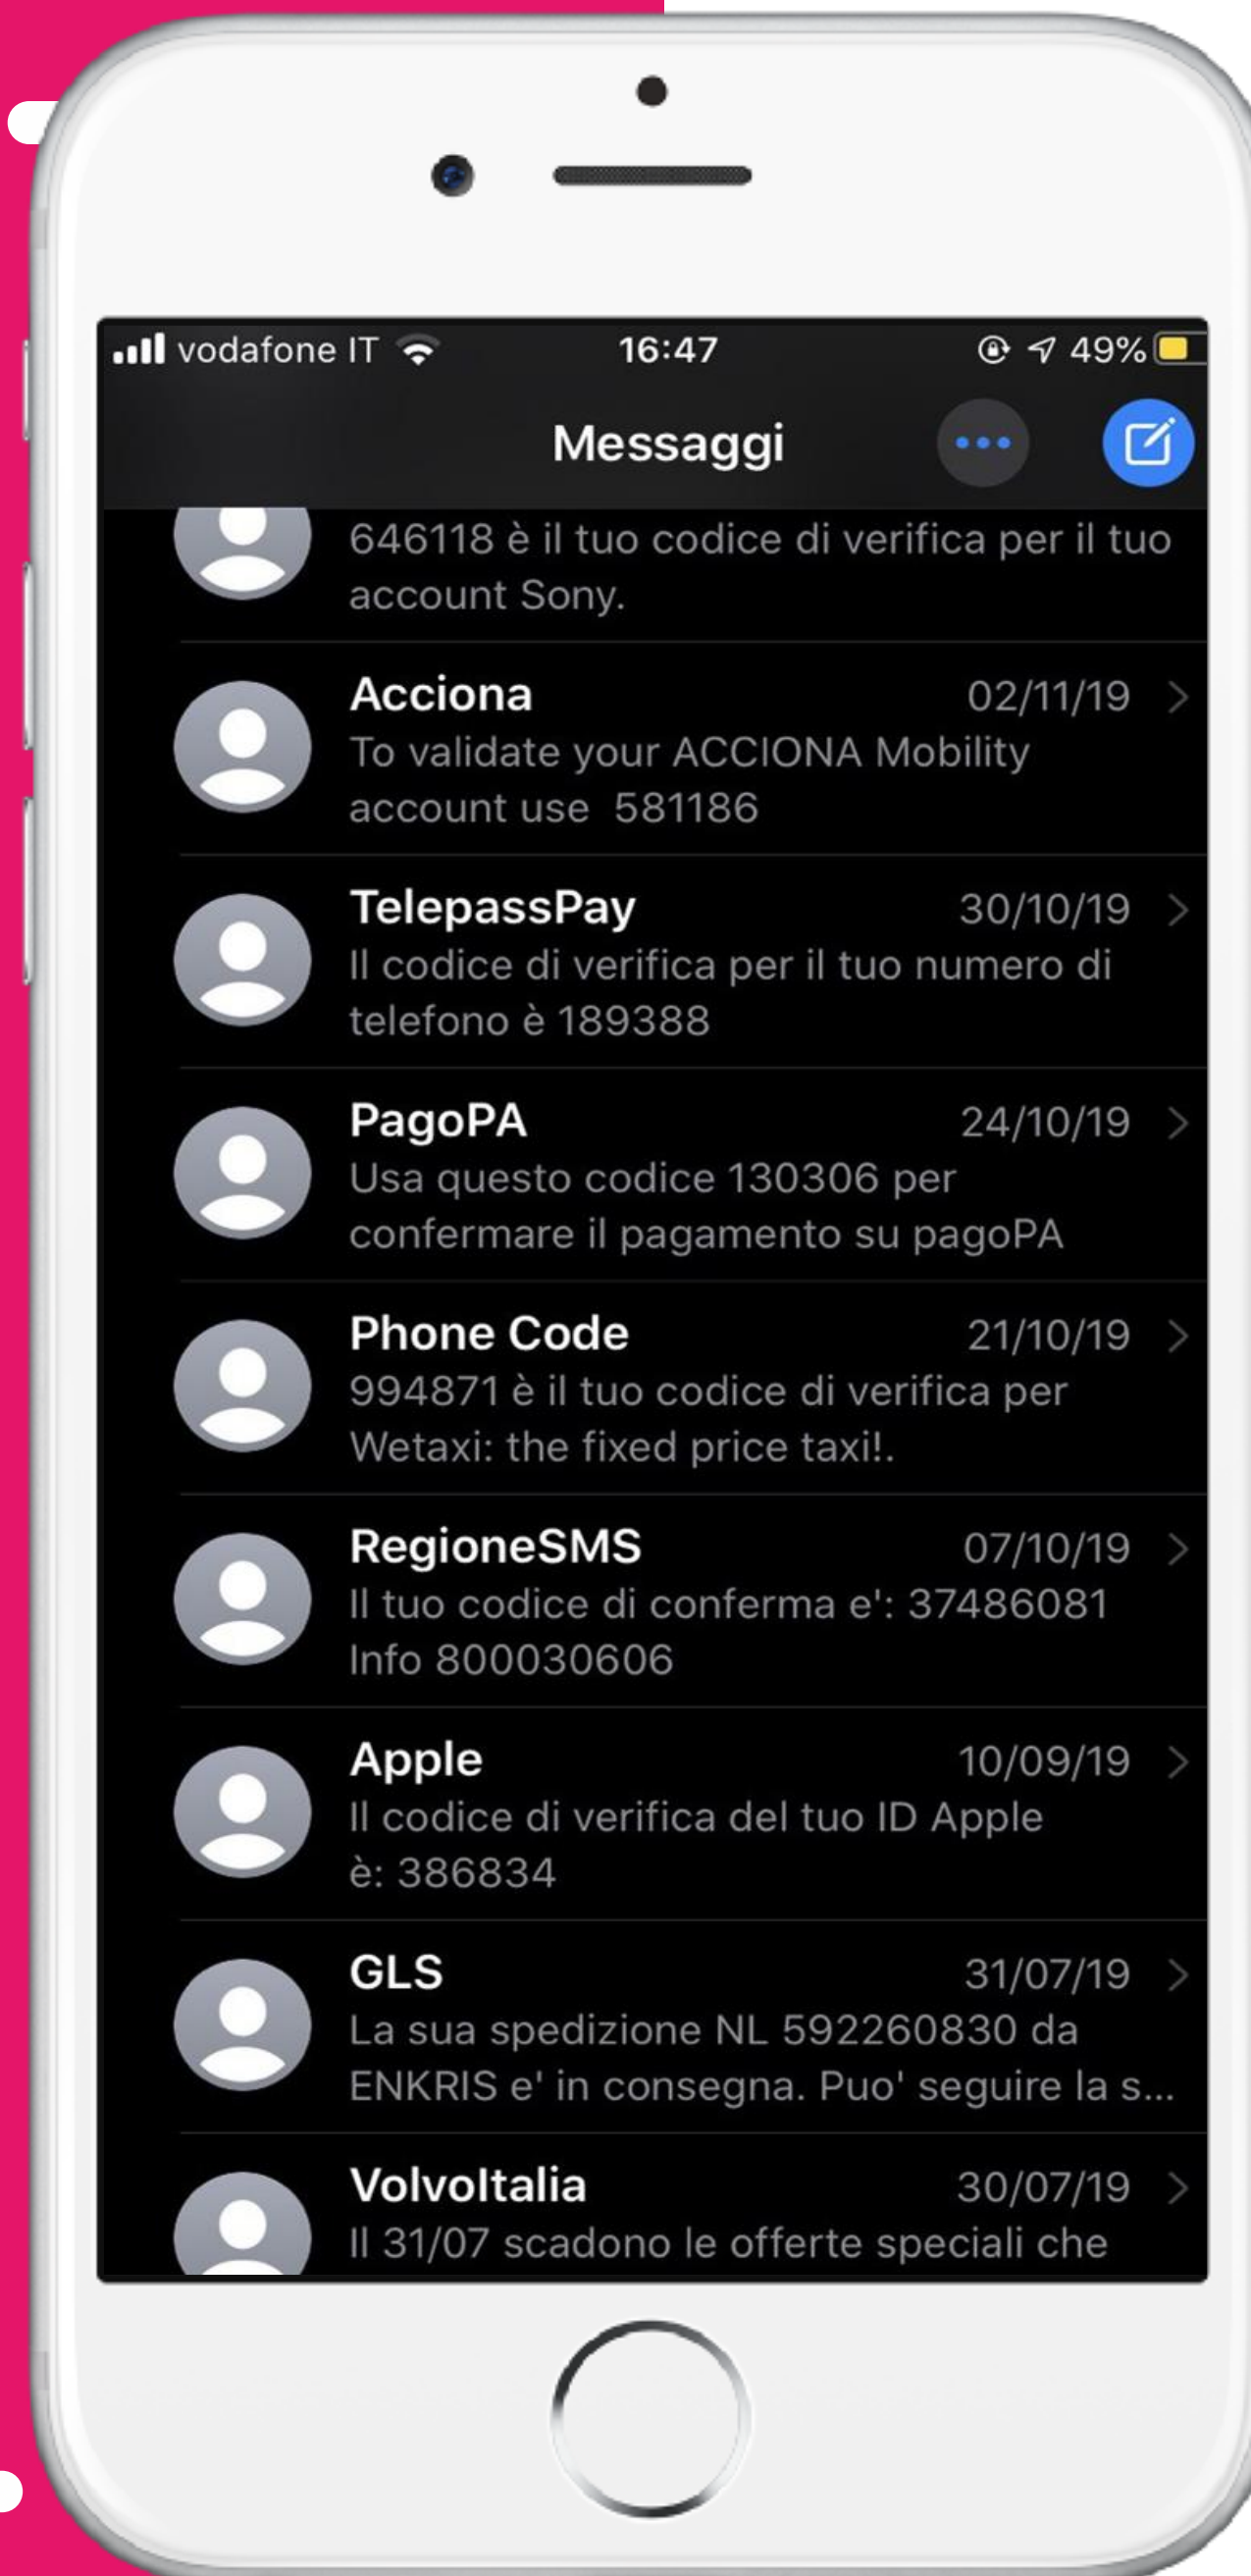 vodafone IT 16:47 49%
Messaggi
646118 è il tuo codice di verifica per il tuo
account Sony.
Acciona 02/11/19
To validate your ACCIONA Mobility
account use  581186
TelepassPay 30/10/19
Il codice di verifica per il tuo numero di
telefono è 189388
PagoPA 24/10/19
Usa questo codice 130306 per
confermare il pagamento su pagoPA
Phone Code 21/10/19
994871 è il tuo codice di verifica per
Wetaxi: the fixed price taxi!.
RegioneSMS 07/10/19
Il tuo codice di conferma e': 37486081
Info 800030606
Apple 10/09/19
Il codice di verifica del tuo ID Apple
è: 386834
GLS 31/07/19
La sua spedizione NL 592260830 da
ENKRIS e' in consegna. Puo' seguire la s...
VolvoItalia 30/07/19
Il 31/07 scadono le offerte speciali che